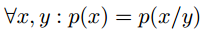 ∀x, y : p(x) = p(x/y)